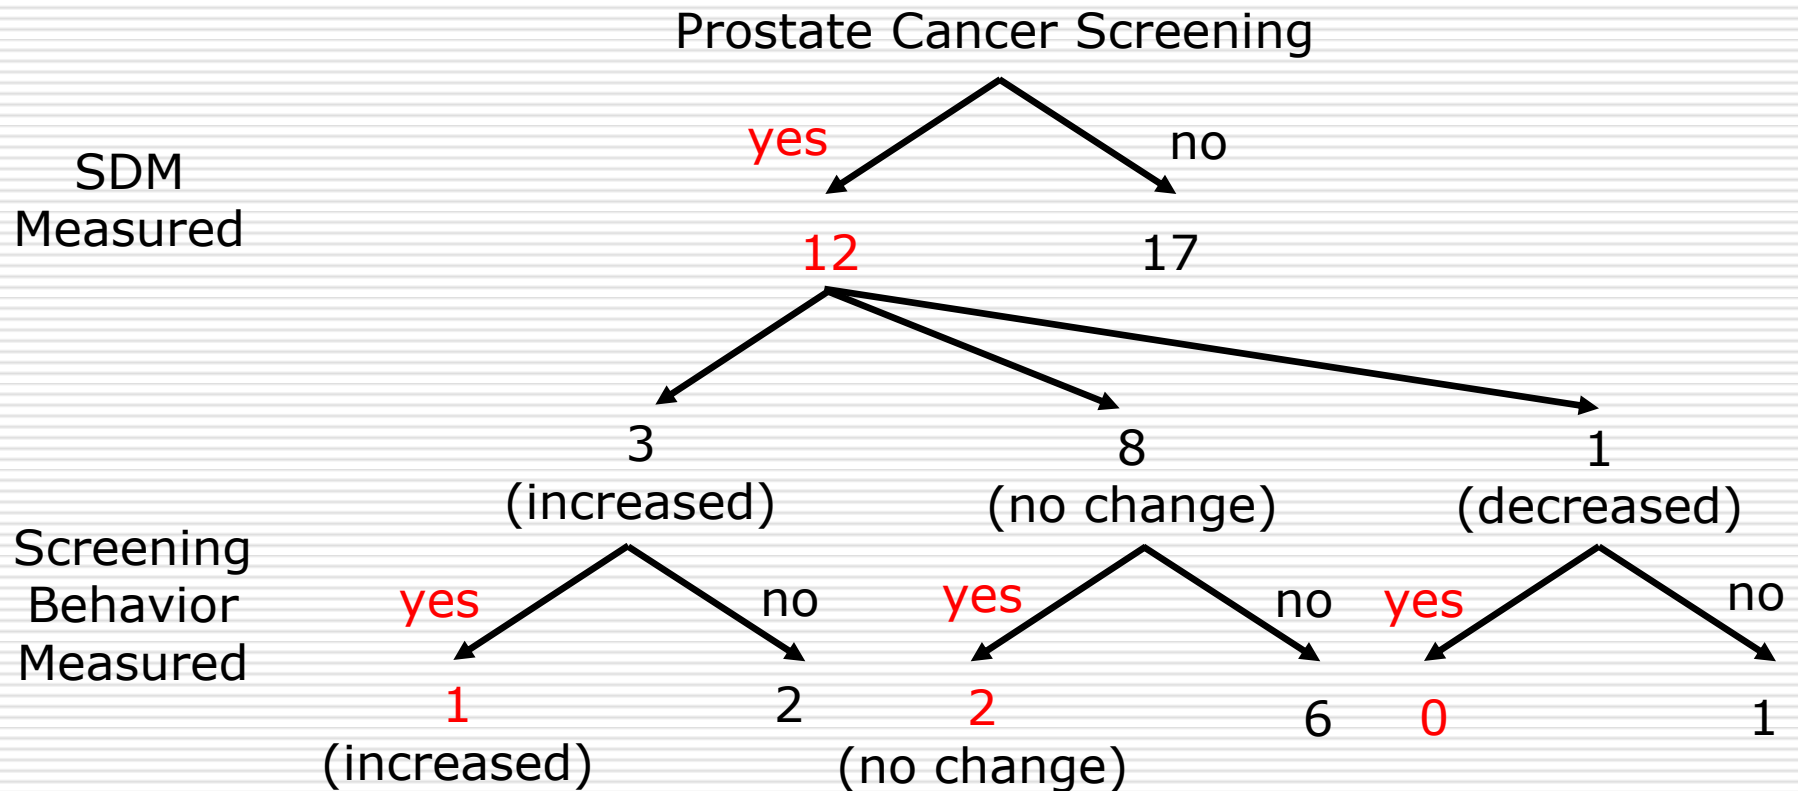 Prostate Cancer Screening
yes
no
SDM
Measured
12
17
3
8
1
(increased)
(no change)
(decreased)
Screening
Behavior
Measured
yes
no
yes
no
yes
no
1
2
2
6
0
1
(increased)
(no change)